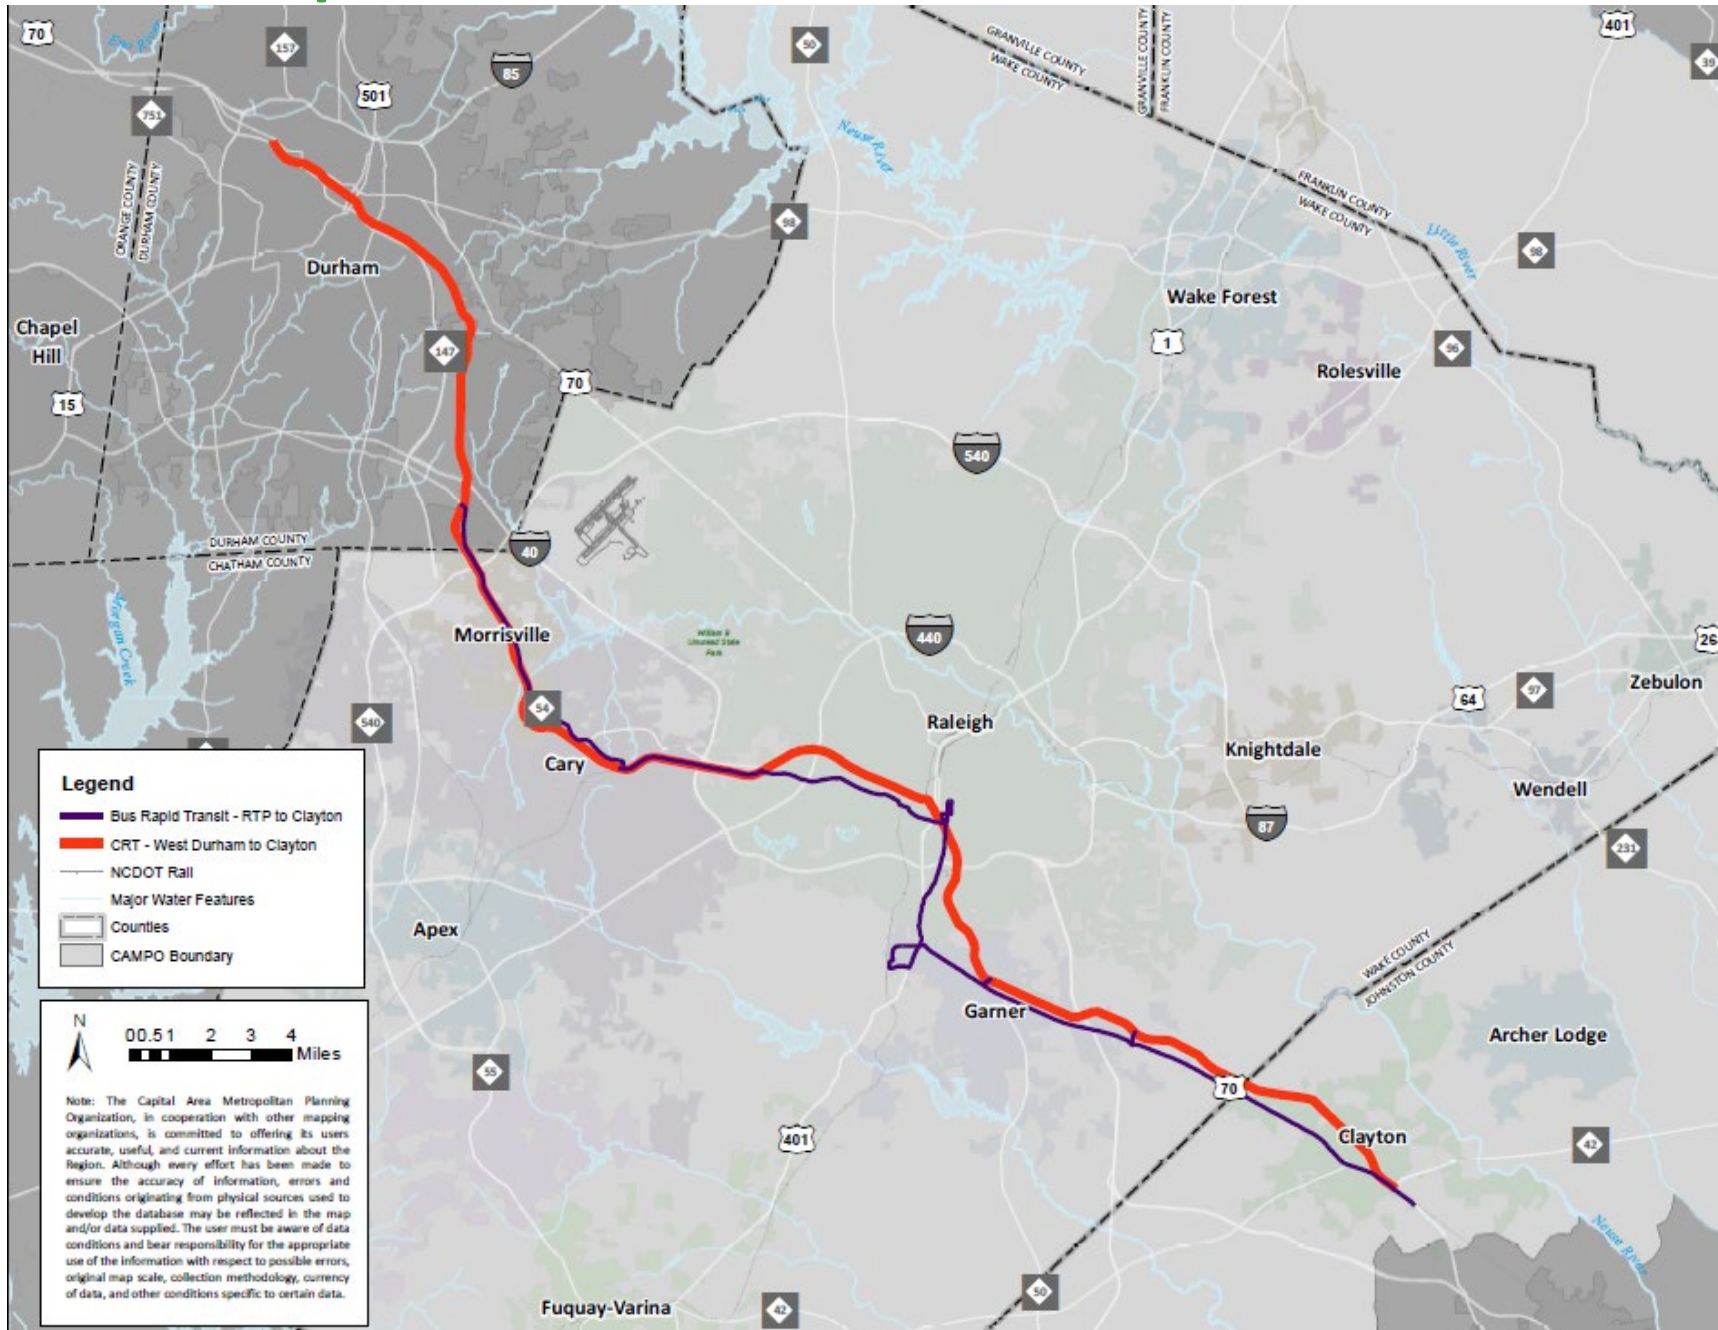 70
Eno River
157
85
50
GRANVILLE COUNTY
WAKE COUNTY
GRANVILLE COUNTY
FRANKLIN COUNTY
401
39
501
751
Neuse River
ORANGE COUNTY
DURHAM COUNTY
98
FRANKLIN COUNTY
WAKE COUNTY
Little River
98
Durham
Wake Forest
Chapel
Hill
147
1
96
Rolesville
70
15
540
DURHAM COUNTY
CHATHAM COUNTY
40
Morgan Creek
Morrisville
William B
Umstead State
Park
440
26
Zebulon
97
64
54
540
Raleigh
Knightdale
Cary
Wendell
87
231
Legend
Bus Rapid Transit - RTP to Clayton
CRT - West Durham to Clayton
NCDOT Rail
Major Water Features
Counties
CAMPO Boundary
Apex
WAKE COUNTY
JOHNSTON COUNTY
Garner
Archer Lodge
N
0 0.5 1 2 3 4
Miles
55
70
401
Clayton
42
Note: The Capital Area Metropolitan Planning
Organization, in cooperation with other mapping
organizations, is committed to offering its users
accurate, useful, and current information about the
Region. Although every effort has been made to
ensure the accuracy of information, errors and
conditions originating from physical sources used to
develop the database may be reflected in the map
and/or data supplied. The user must be aware of data
conditions and bear responsibility for the appropriate
use of the information with respect to possible errors,
original map scale, collection methodology, currency
of data, and other conditions specific to certain data.
Neuse River
50
Fuquay-Varina
42